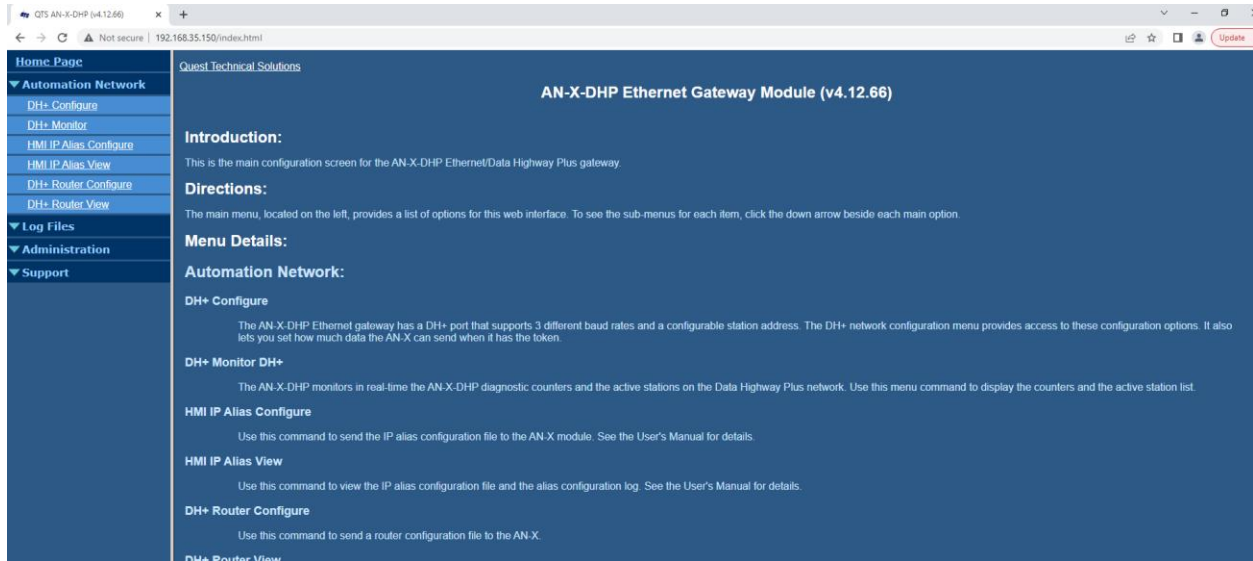 QTS AN-X-DHP (v4.12.66)
Not secure | 192.168.35.150/index.html
Update
Home Page
Automation Network
DH+ Configure
DH+ Monitor
HMI IP Alias Configure
HMI IP Alias View
DH+ Router Configure
DH+ Router View
Log Files
Administration
Support
Quest Technical Solutions
AN-X-DHP Ethernet Gateway Module (v4.12.66)
Introduction:
This is the main configuration screen for the AN-X-DHP Ethernet/Data Highway Plus gateway.
Directions:
The main menu, located on the left, provides a list of options for this web interface. To see the sub-menus for each item, click the down arrow beside each main option.
Menu Details:
Automation Network:
DH+ Configure
The AN-X-DHP Ethernet gateway has a DH+ port that supports 3 different baud rates and a configurable station address. The DH+ network configuration menu provides access to these configuration options. It also
lets you set how much data the AN-X can send when it has the token.
DH+ Monitor DH+
The AN-X-DHP monitors in real-time the AN-X-DHP diagnostic counters and the active stations on the Data Highway Plus network. Use this menu command to display the counters and the active station list.
HMI IP Alias Configure
Use this command to send the IP alias configuration file to the AN-X module. See the User's Manual for details.
HMI IP Alias View
Use this command to view the IP alias configuration file and the alias configuration log. See the User's Manual for details.
DH+ Router Configure
Use this command to send a router configuration file to the AN-X.
DH+ Router View